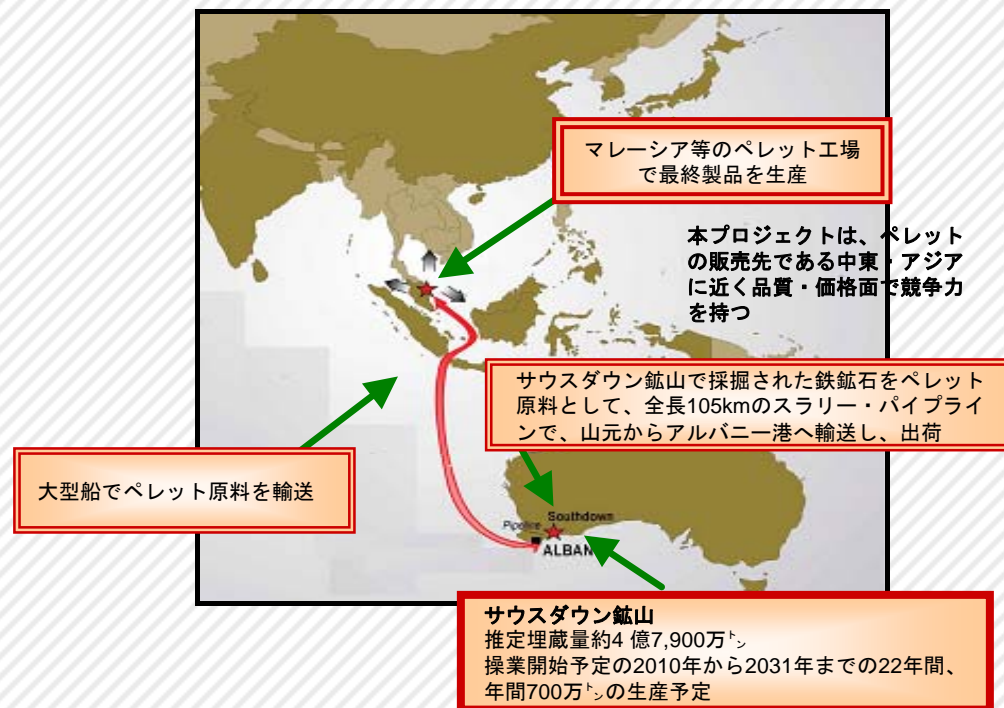 マレーシア等のペレット工場
で最終製品を生産
本プロジェクトは、ペレット
の販売先である中東・アジア
に近く品質・価格面で競争力
を持つ
サウスダウン鉱山で採掘された鉄鉱石をペレット
原料として、全長105kmのスラリー・パイプライ
ンで、山元からアルバニー港へ輸送し、出荷
大型船でペレット原料を輸送
Southdown
Pipeline
ALBAN
サウスダウン鉱山
推定埋蔵量約4 億7,900万㌧
操業開始予定の2010年から2031年までの22年間、
年間700万㌧の生産予定